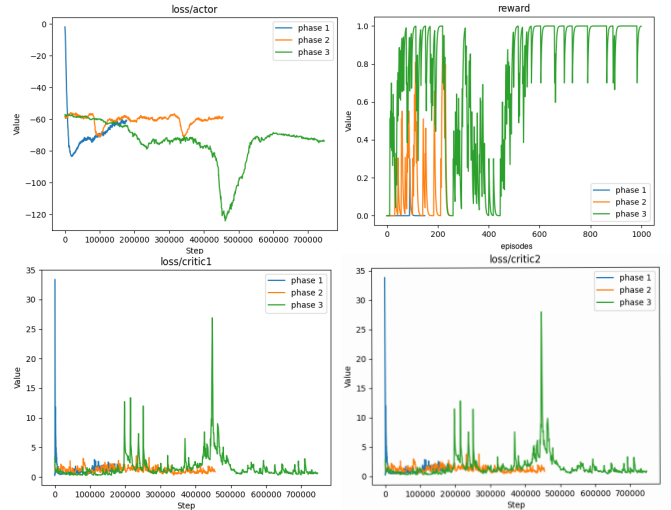 loss/actor
0
−20
−40
−60
−80
−100
−120
Value
0 100000 200000 300000 400000 500000 600000 700000
Step
phase 1
phase 2
phase 3
reward
1.0
0.8
0.6
0.4
0.2
0.0
Value
0 200 400 600 800 1000
episodes
phase 1
phase 2
phase 3
loss/critic1
35
30
25
20
15
10
5
0
Value
0 100000 200000 300000 400000 500000 600000 700000
Step
phase 1
phase 2
phase 3
loss/critic2
35
30
25
20
15
10
5
0
Value
0 100000 200000 300000 400000 500000 600000 700000
Step
phase 1
phase 2
phase 3